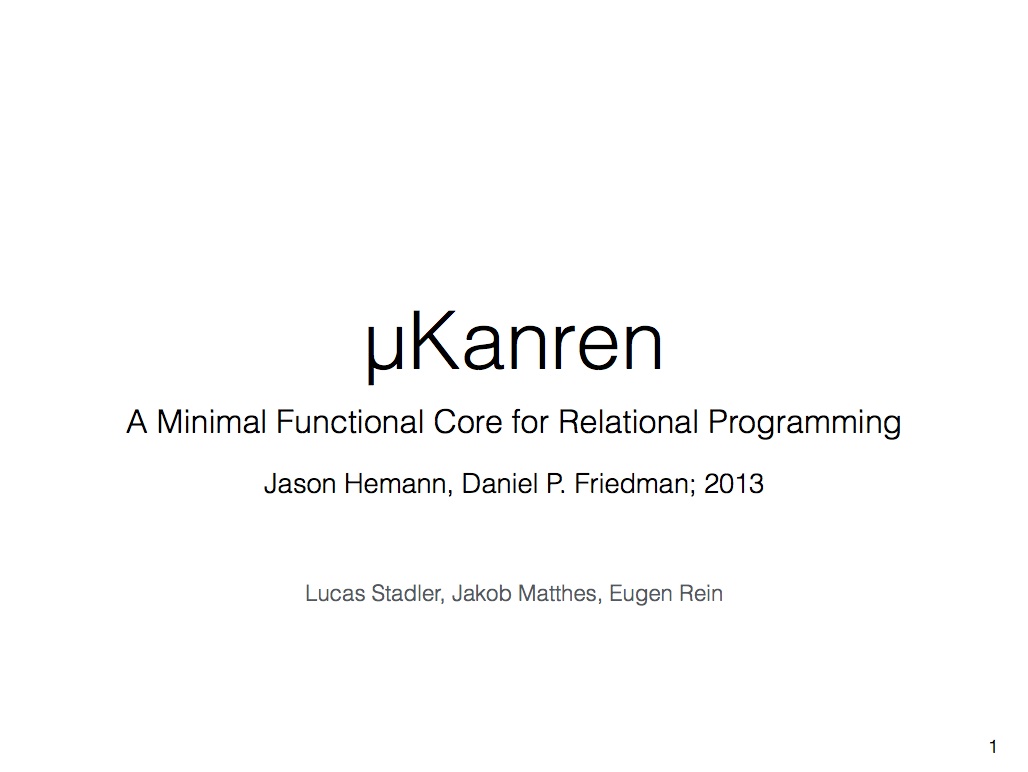 µKanren
A Minimal Functional Core for Relational Programming
Jason Hemann, Daniel P. Friedman; 2013
Lucas Stadler, Jakob Matthes, Eugen Rein
1